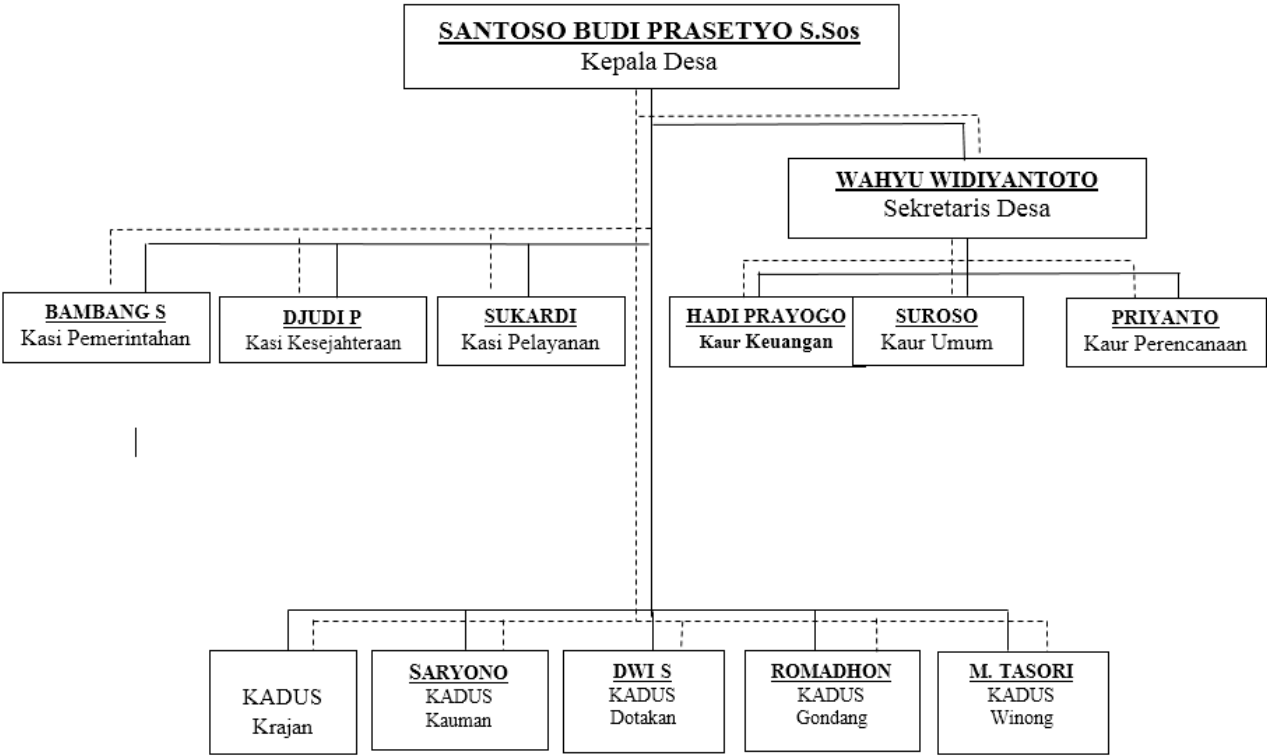 SANTOSO BUDI PRASETYO S.Sos
Kepala Desa
WAHYU WIDIYANTOTO
Sekretaris Desa
BAMBANG S
Kasi Pemerintahan
DJUDI P
Kasi Kesejahteraan
SUKARDI
Kasi Pelayanan
HADI PRAYOGO
Kaur Keuangan
SUROSO
Kaur Umum
PRIYANTO
Kaur Perencanaan
KADUS
Krajan
SARYONO
KADUS
Kauman
DWI S
KADUS
Dotakan
ROMADHON
KADUS
Gondang
M. TASORI
KADUS
Winong